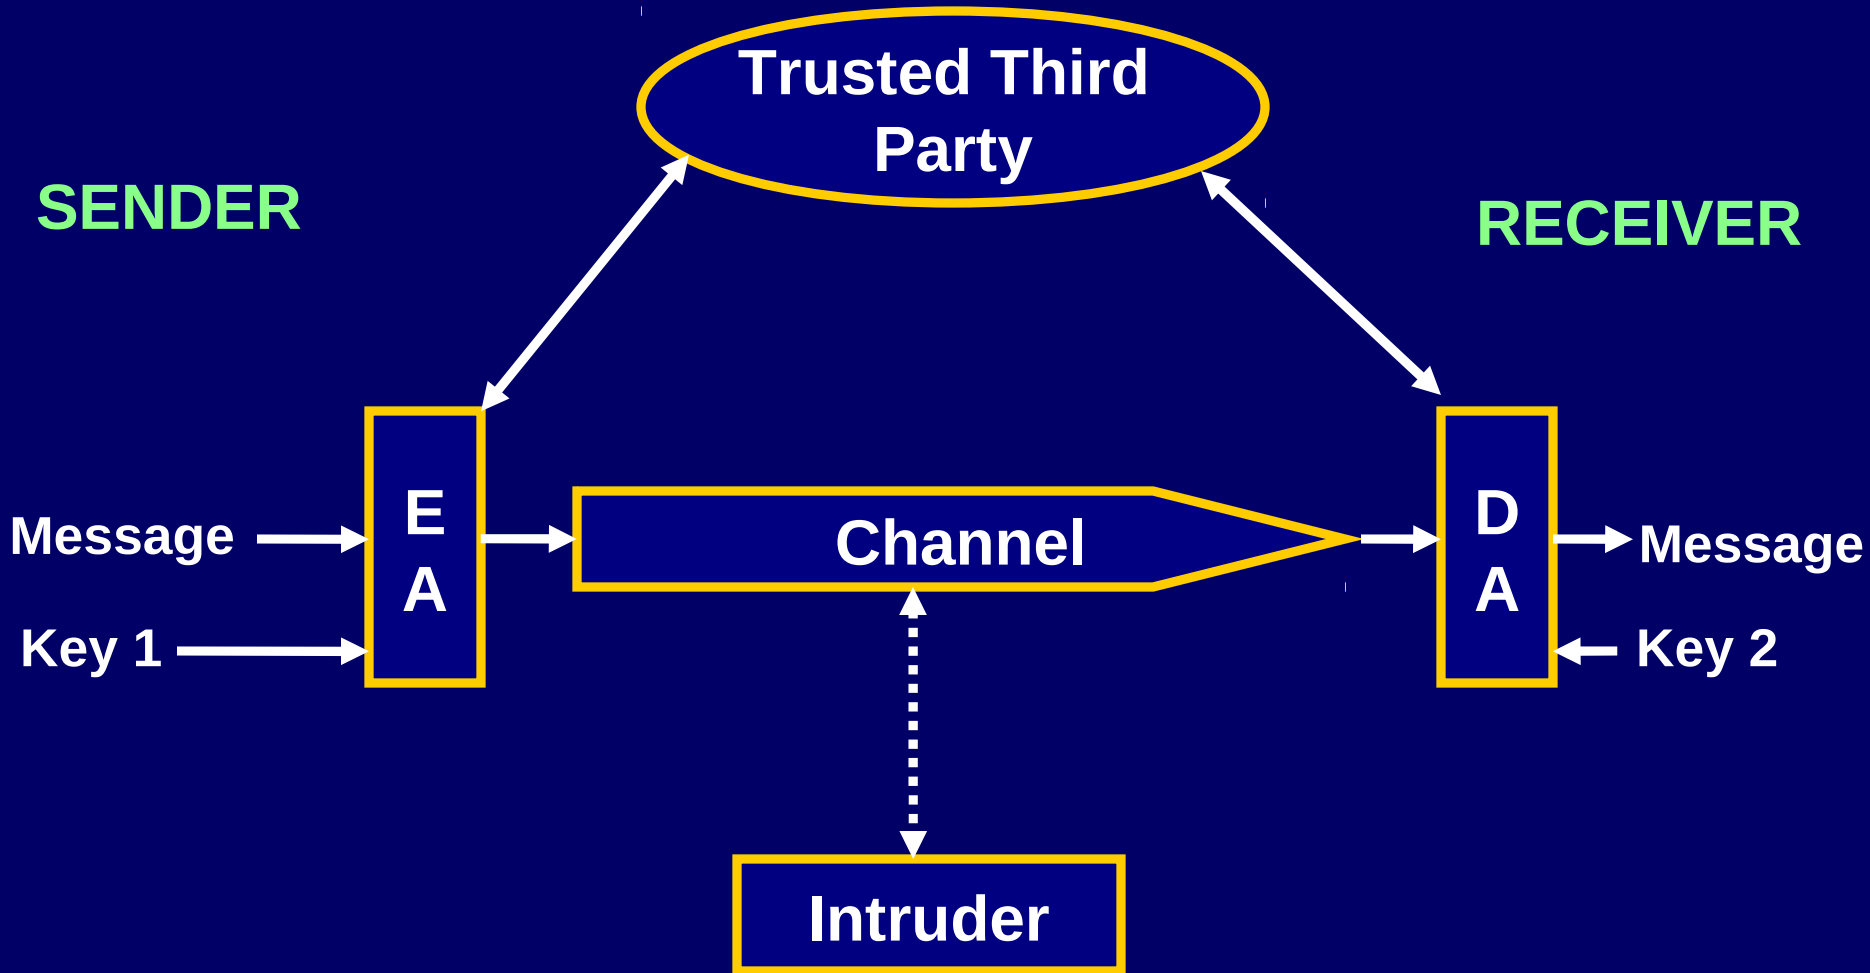 Trusted Third
Party
SENDER
RECEIVER
E
A
D
A
Message
Channel
Message
Key 1
Key 2
Intruder